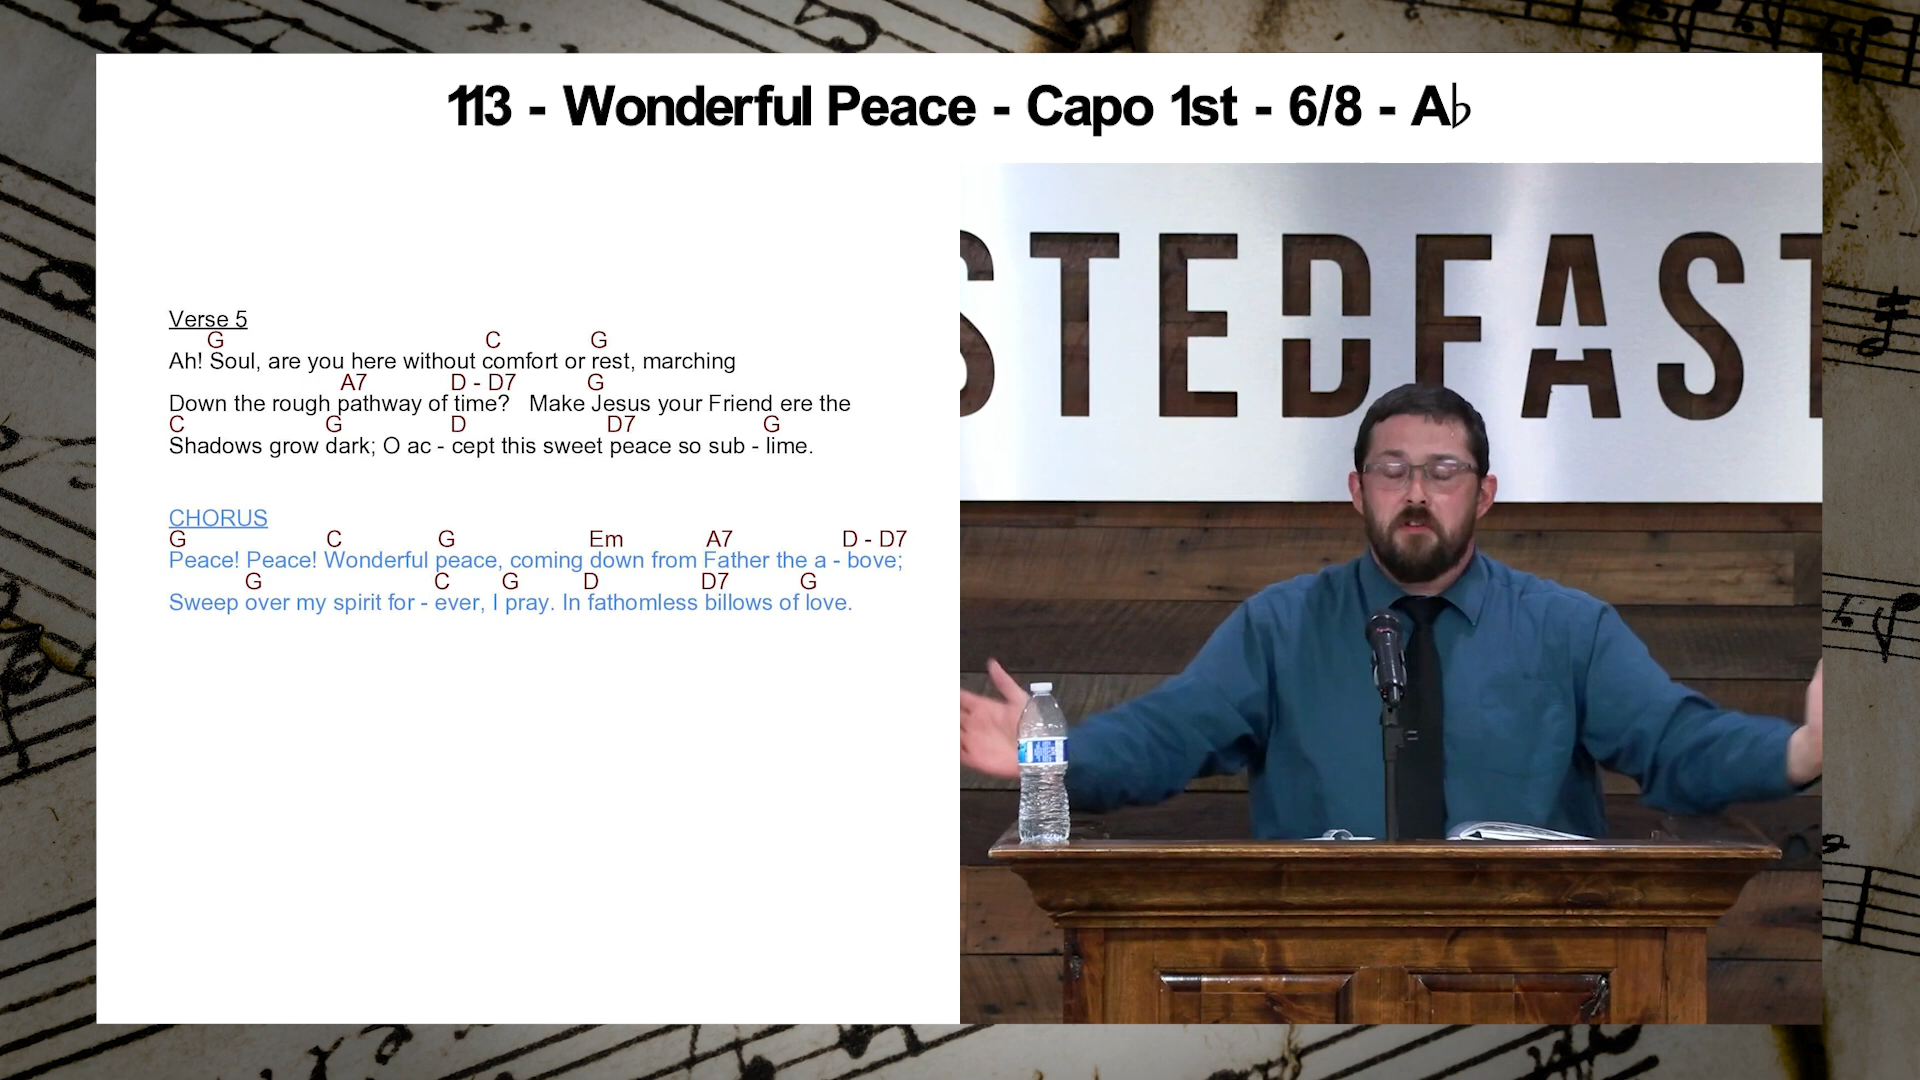 113 - Wonderful Peace - Capo 1st - 6/8 - A♭
Verse 5
G C G
Ah! Soul, are you here without comfort or rest, marching
A7 D - D7 G
Down the rough pathway of time? Make Jesus your Friend ere the
C G D D7 G
Shadows grow dark; O ac - cept this sweet peace so sub - lime.
CHORUS
G C G Em A7 D - D7
Peace! Peace! Wonderful peace, coming down from Father the a - bove;
G C G D D7 G
Sweep over my spirit for - ever, I pray. In fathomless billows of love.
STEDFAST